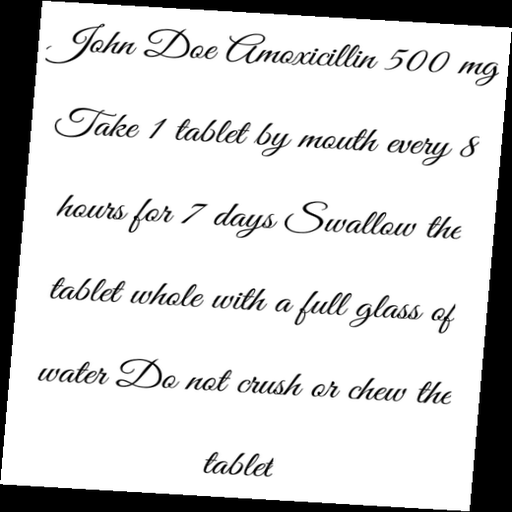 John Doe Amoxicillin 500 mg
Take 1 tablet by mouth every 8
hours for 7 days Swallow the
tablet whole with a full glass of
water Do not crush or chew the
tablet